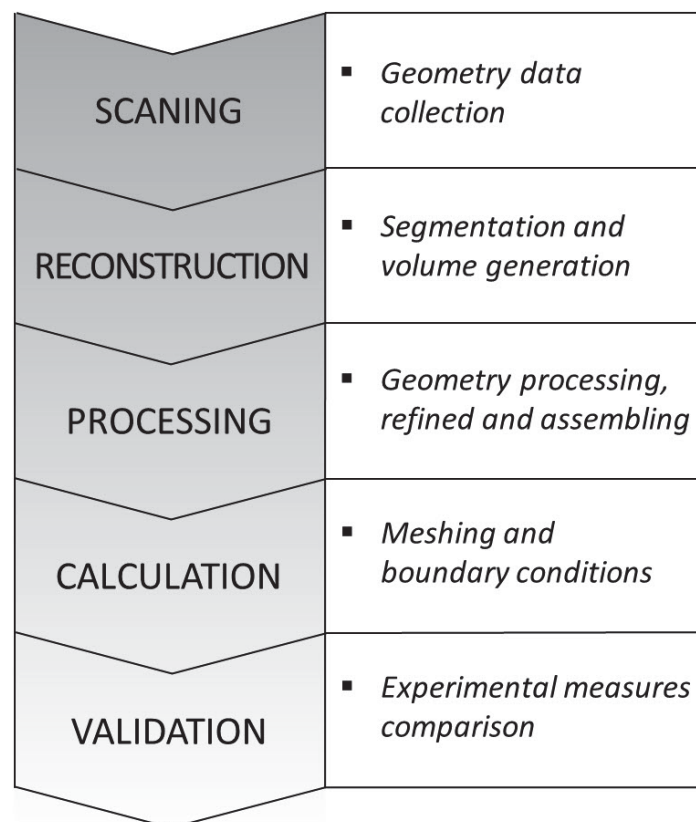 SCANING
▪ Geometry data
collection
RECONSTRUCTION
▪ Segmentation and
volume generation
PROCESSING
▪ Geometry processing,
refined and assembling
CALCULATION
▪ Meshing and
boundary conditions
VALIDATION
▪ Experimental measures
comparison